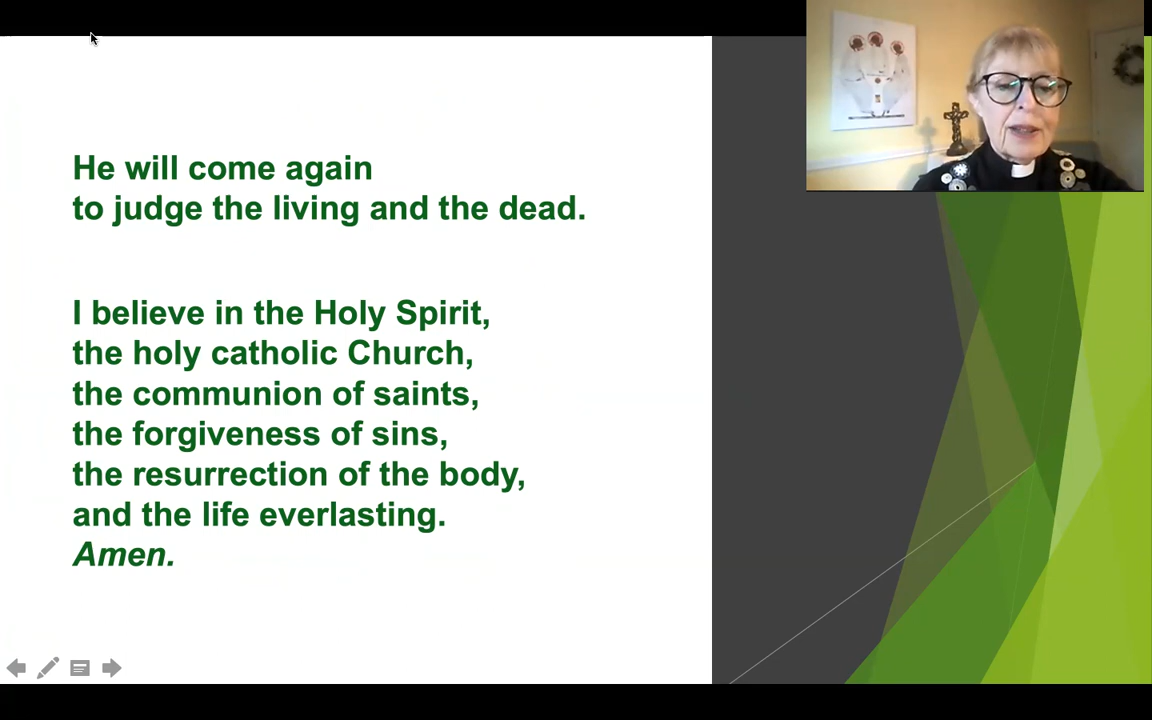 He will come again
to judge the living and the dead.
I believe in the Holy Spirit,
the holy catholic Church,
the communion of saints,
the forgiveness of sins,
the resurrection of the body,
and the life everlasting.
Amen.